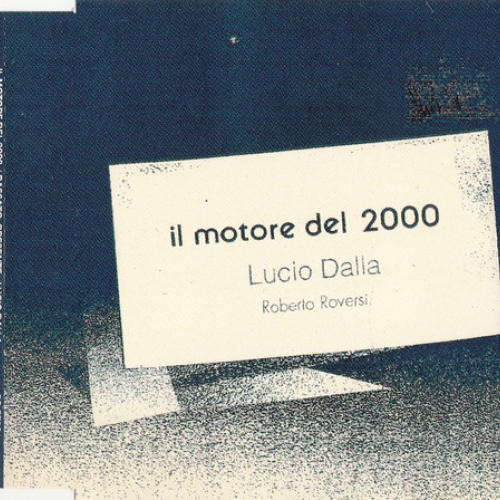 il motore del 2000
Lucio Dalla
Roberto Roversi